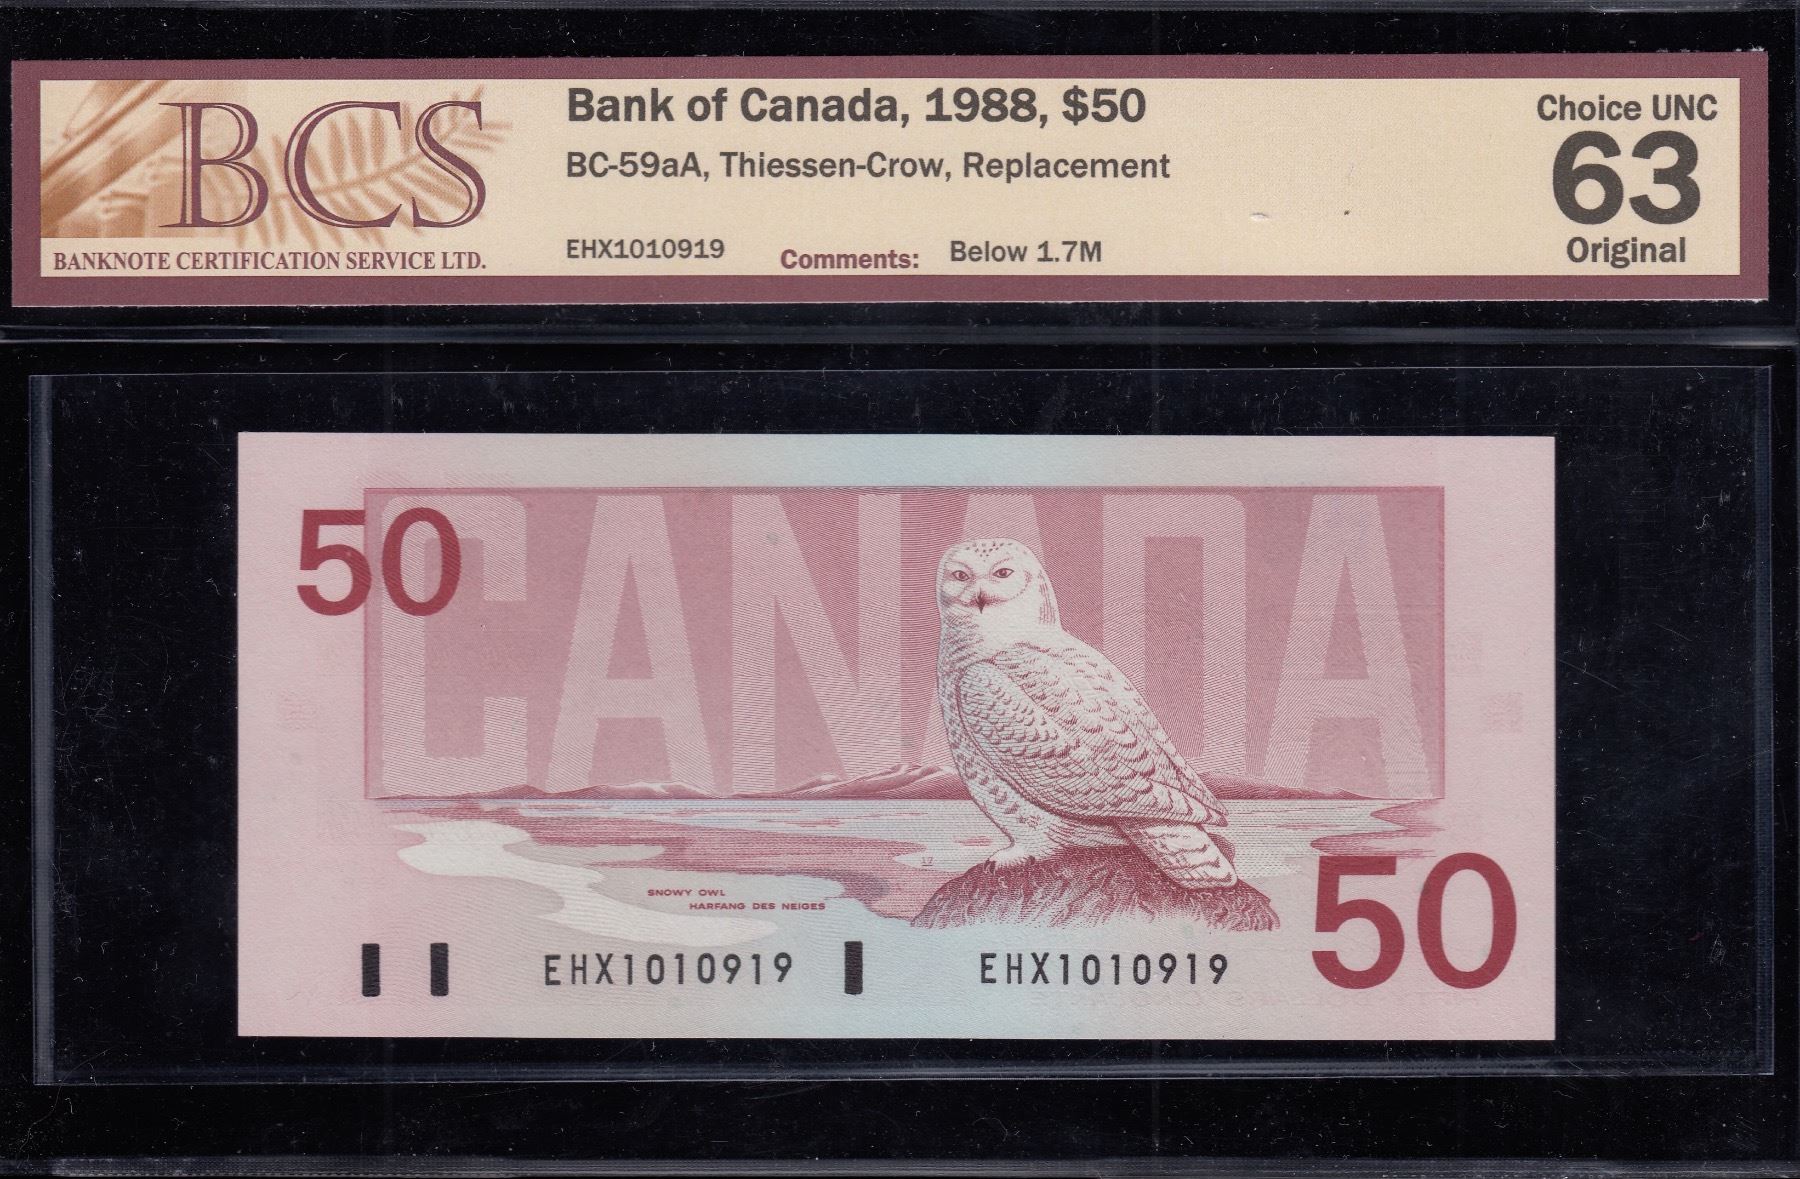 BCS
BANKNOTE CERTIFICATION SERVICE LTD.
Bank of Canada, 1988, $50
BC-59aA, Thiessen-Crow, Replacement
EHX1010919
Comments: Below 1.7M
Choice UNC
63
Original
50
CANADA
17
SNOWY OWL
HARFANG DES NEIGES
EHX1010919
EHX1010919
50